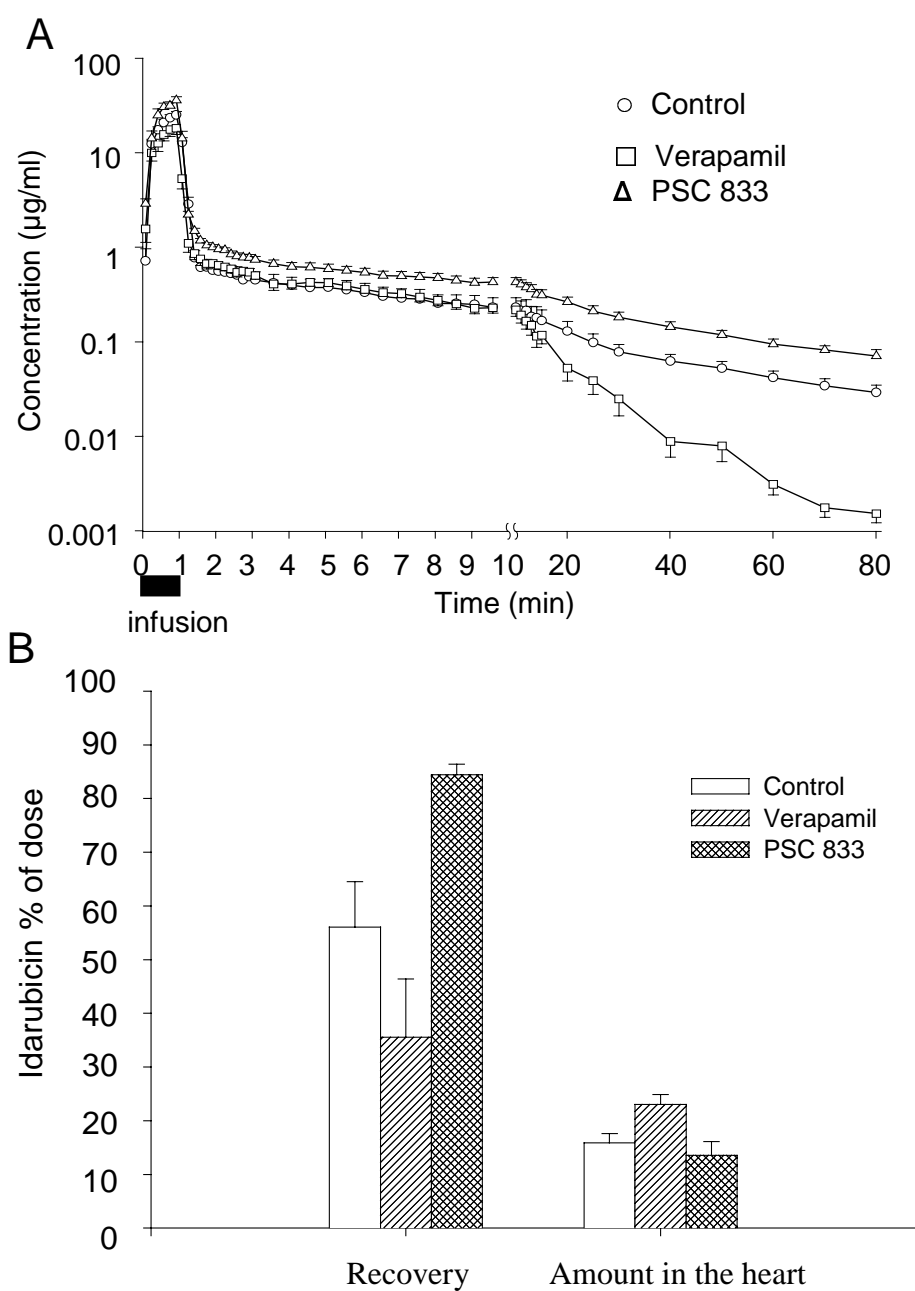 A
100
10
1
0.1
0.01
0.001
Concentration (µg/ml)
Control
Verapamil
Δ PSC 833
0 1 2 3 4 5 6 7 8 9 10 20 40 60 80
Time (min)
infusion
B
100
90
80
70
60
50
40
30
20
10
0
Idarubicin % of dose
Control
Verapamil
PSC 833
Recovery Amount in the heart